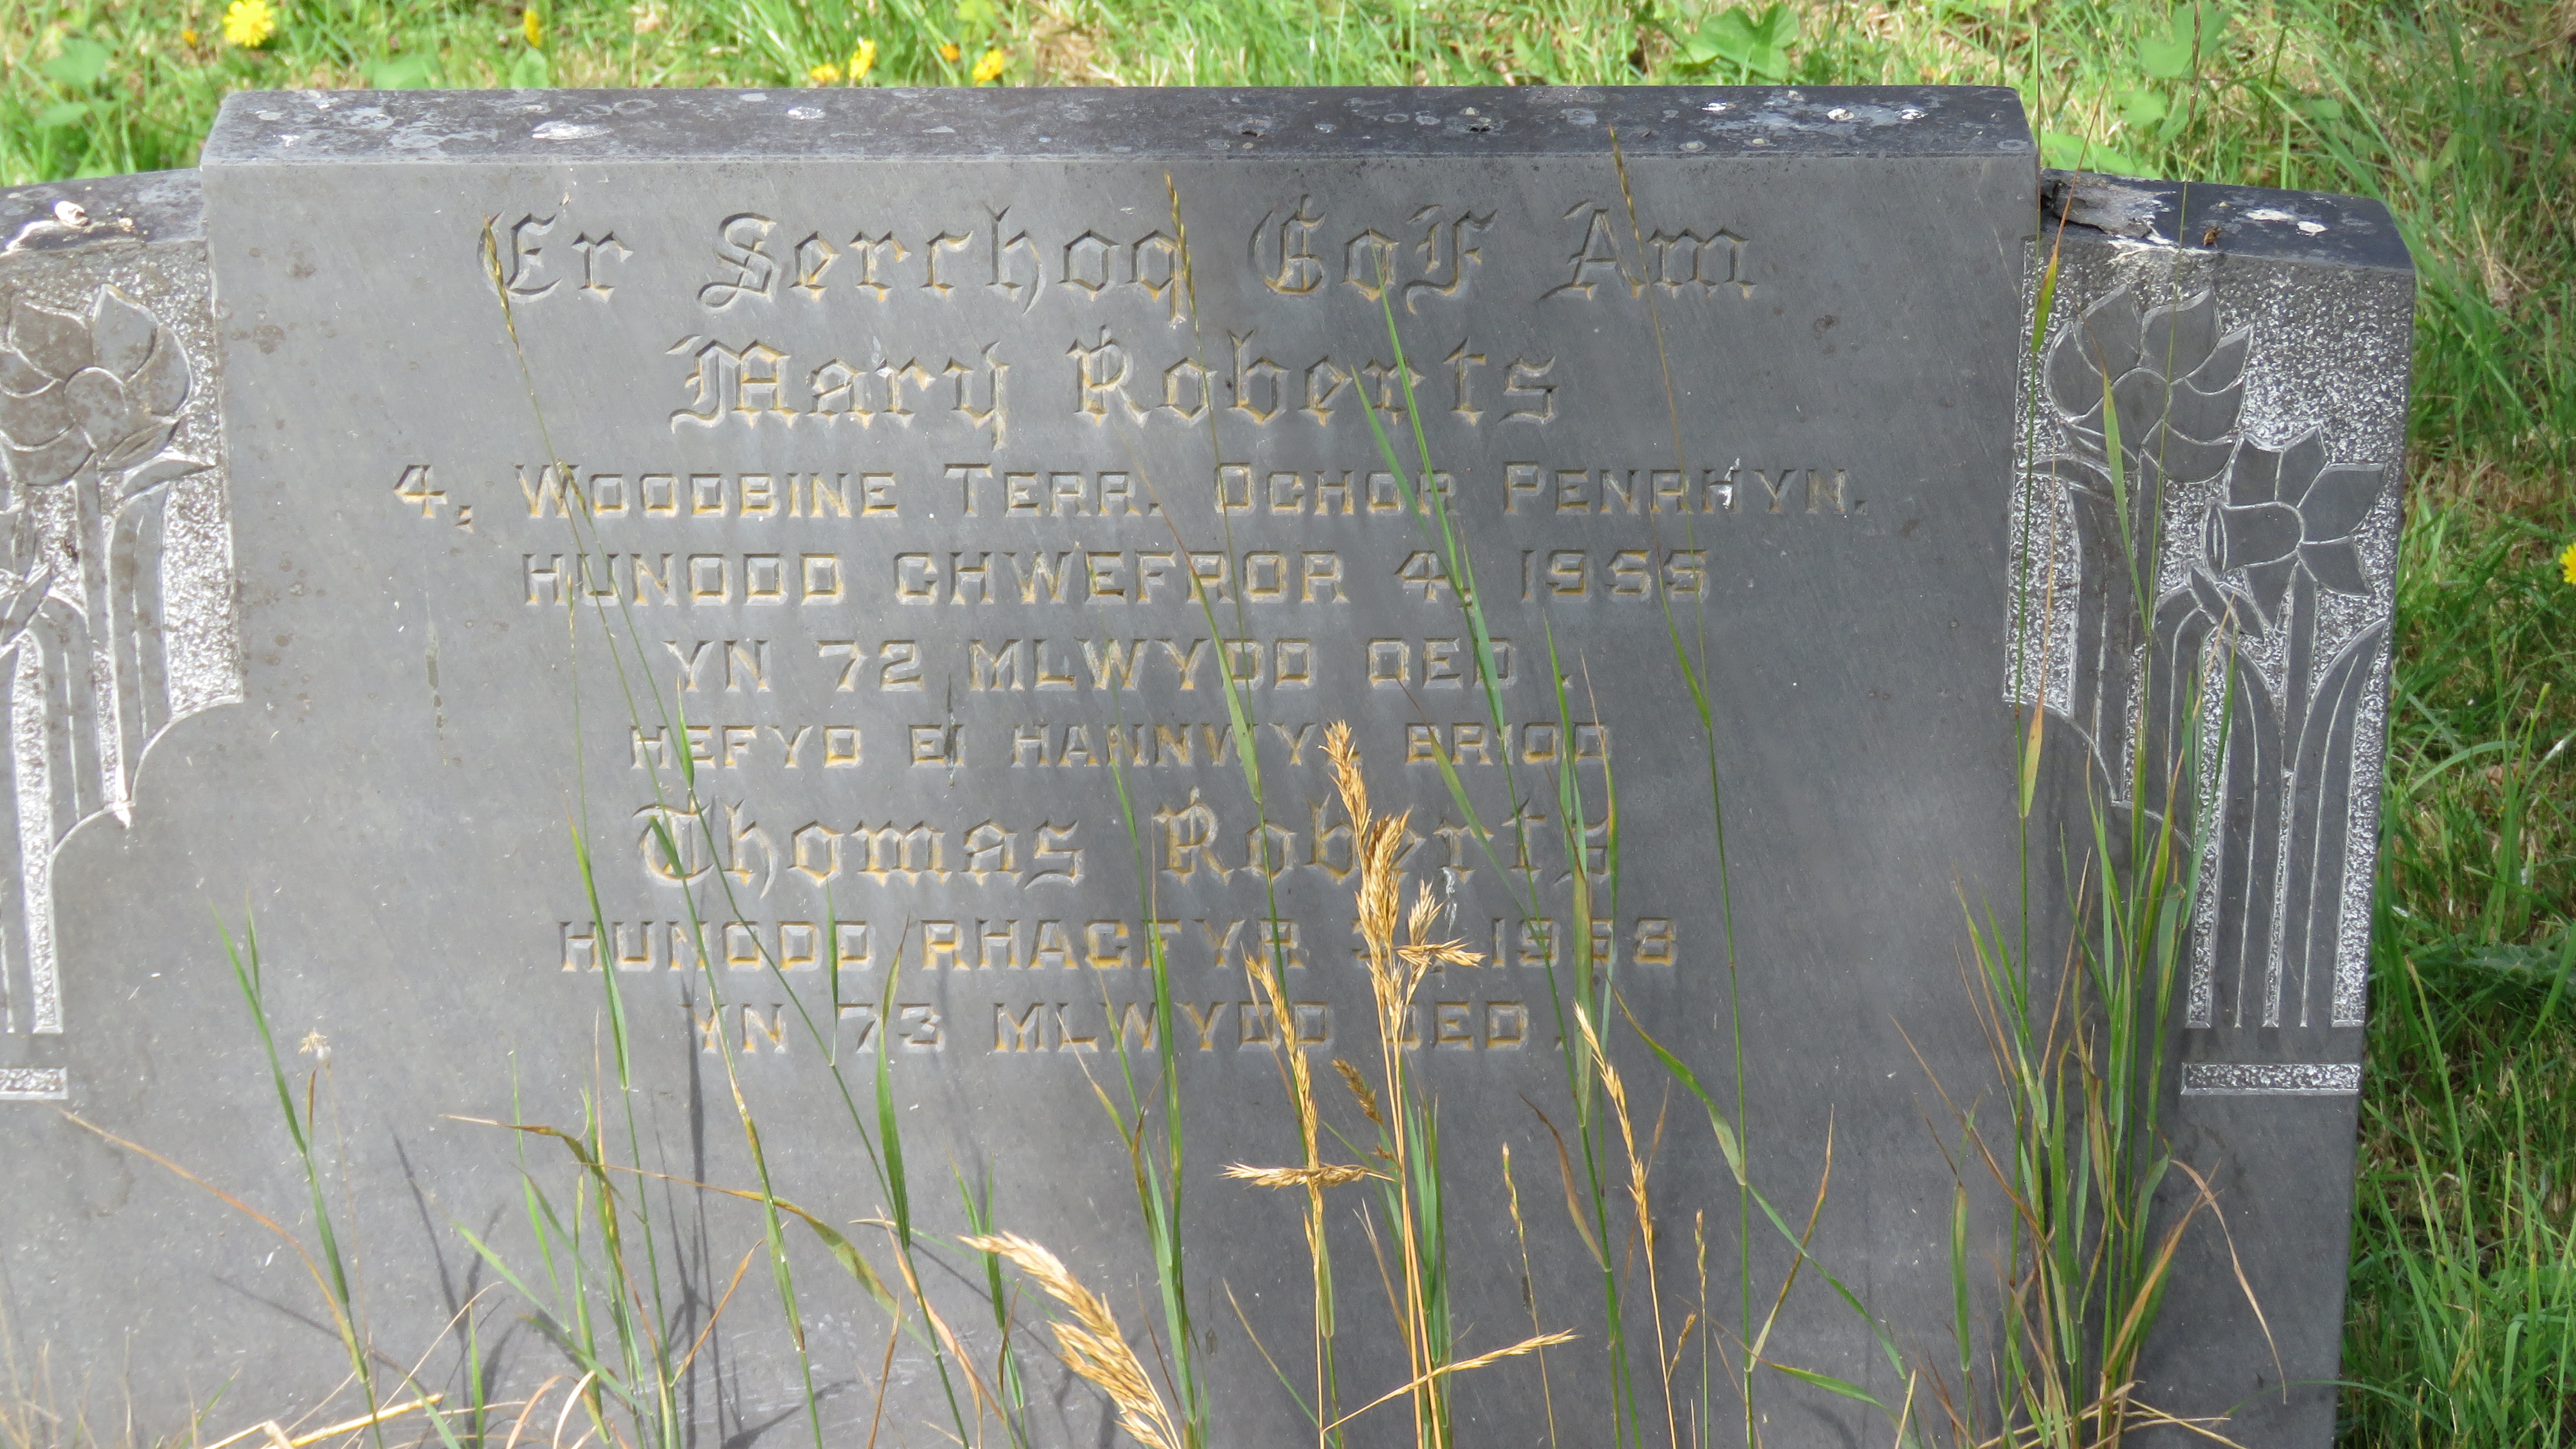 Er Serchog Gof Am
Mary Roberts
4, WOODBINE TERR. OCHOR PENRHYN.
HUNODD CHWEFROR 4, 1955
YN 72 MLWYDD OED.
HEFYD EI HANNWYL BRIOD
Thomas Roberts
HUNODD RHAGFYR 1958
YN 73 MLWYDD OED.